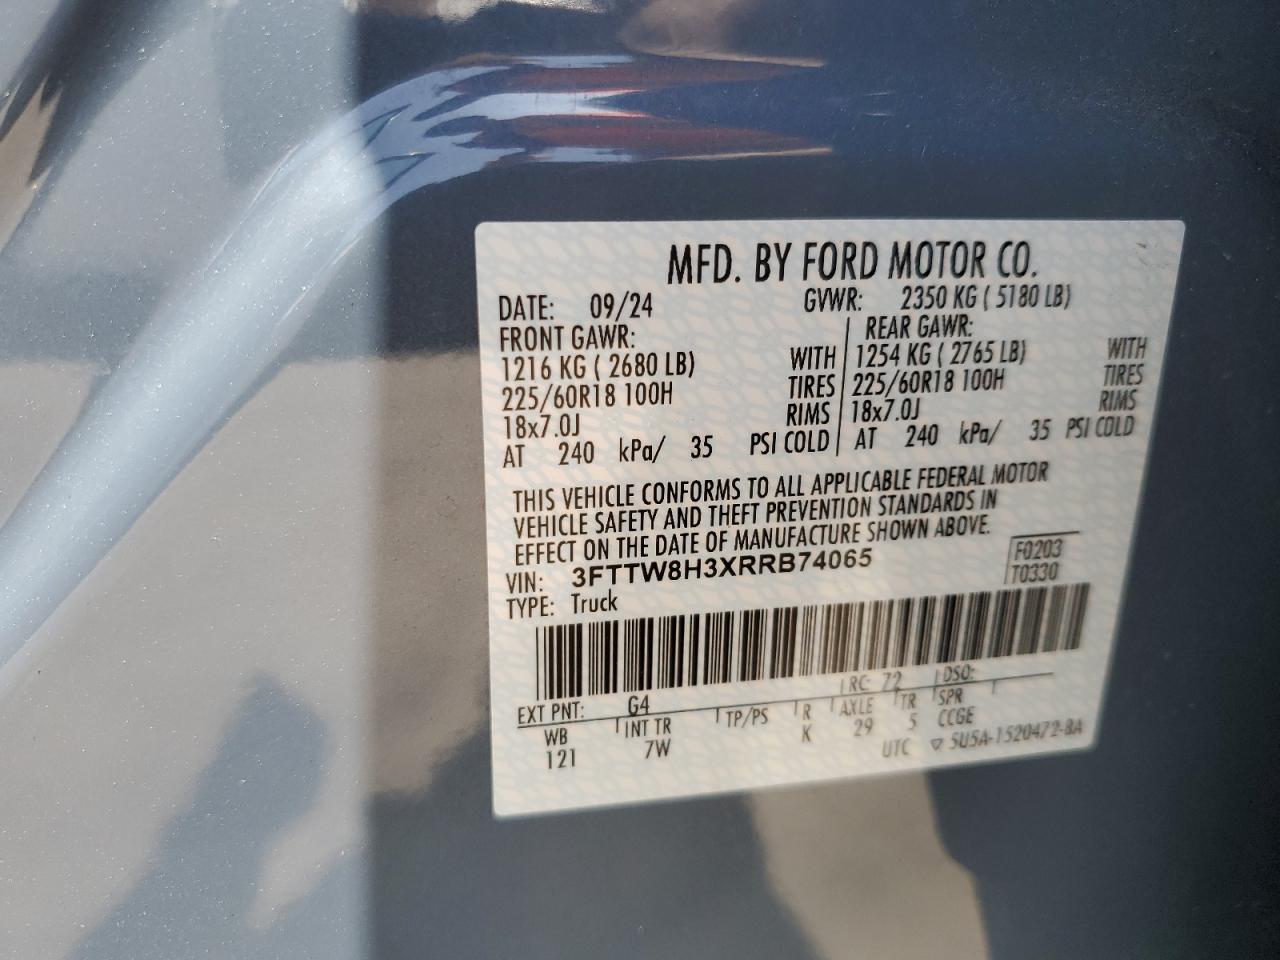 MFD. BY FORD MOTOR CO.
DATE: 09/24 GVWR: 2350 KG ( 5180 LB)
FRONT GAWR: REAR GAWR:
1216 KG ( 2680 LB) WITH 1254 KG ( 2765 LB) WITH
225/60R18 100H TIRES 225/60R18 100H TIRES
18x7.0J RIMS 18x7.0J RIMS
AT 240 kPa/ 35 PSI COLD AT 240 kPa/ 35 PSI COLD
THIS VEHICLE CONFORMS TO ALL APPLICABLE FEDERAL MOTOR
VEHICLE SAFETY AND THEFT PREVENTION STANDARDS IN
EFFECT ON THE DATE OF MANUFACTURE SHOWN ABOVE.
VIN: 3FTTW8H3XRRB74065 F0203
TYPE: Truck T0330
EXT PNT: G4 RC: 72 DSO:
WB INT TR TP/PS R AXLE TR SPR
121 7W K 29 5 CCGE
UTC ▽ 5U5A-1520472-BA